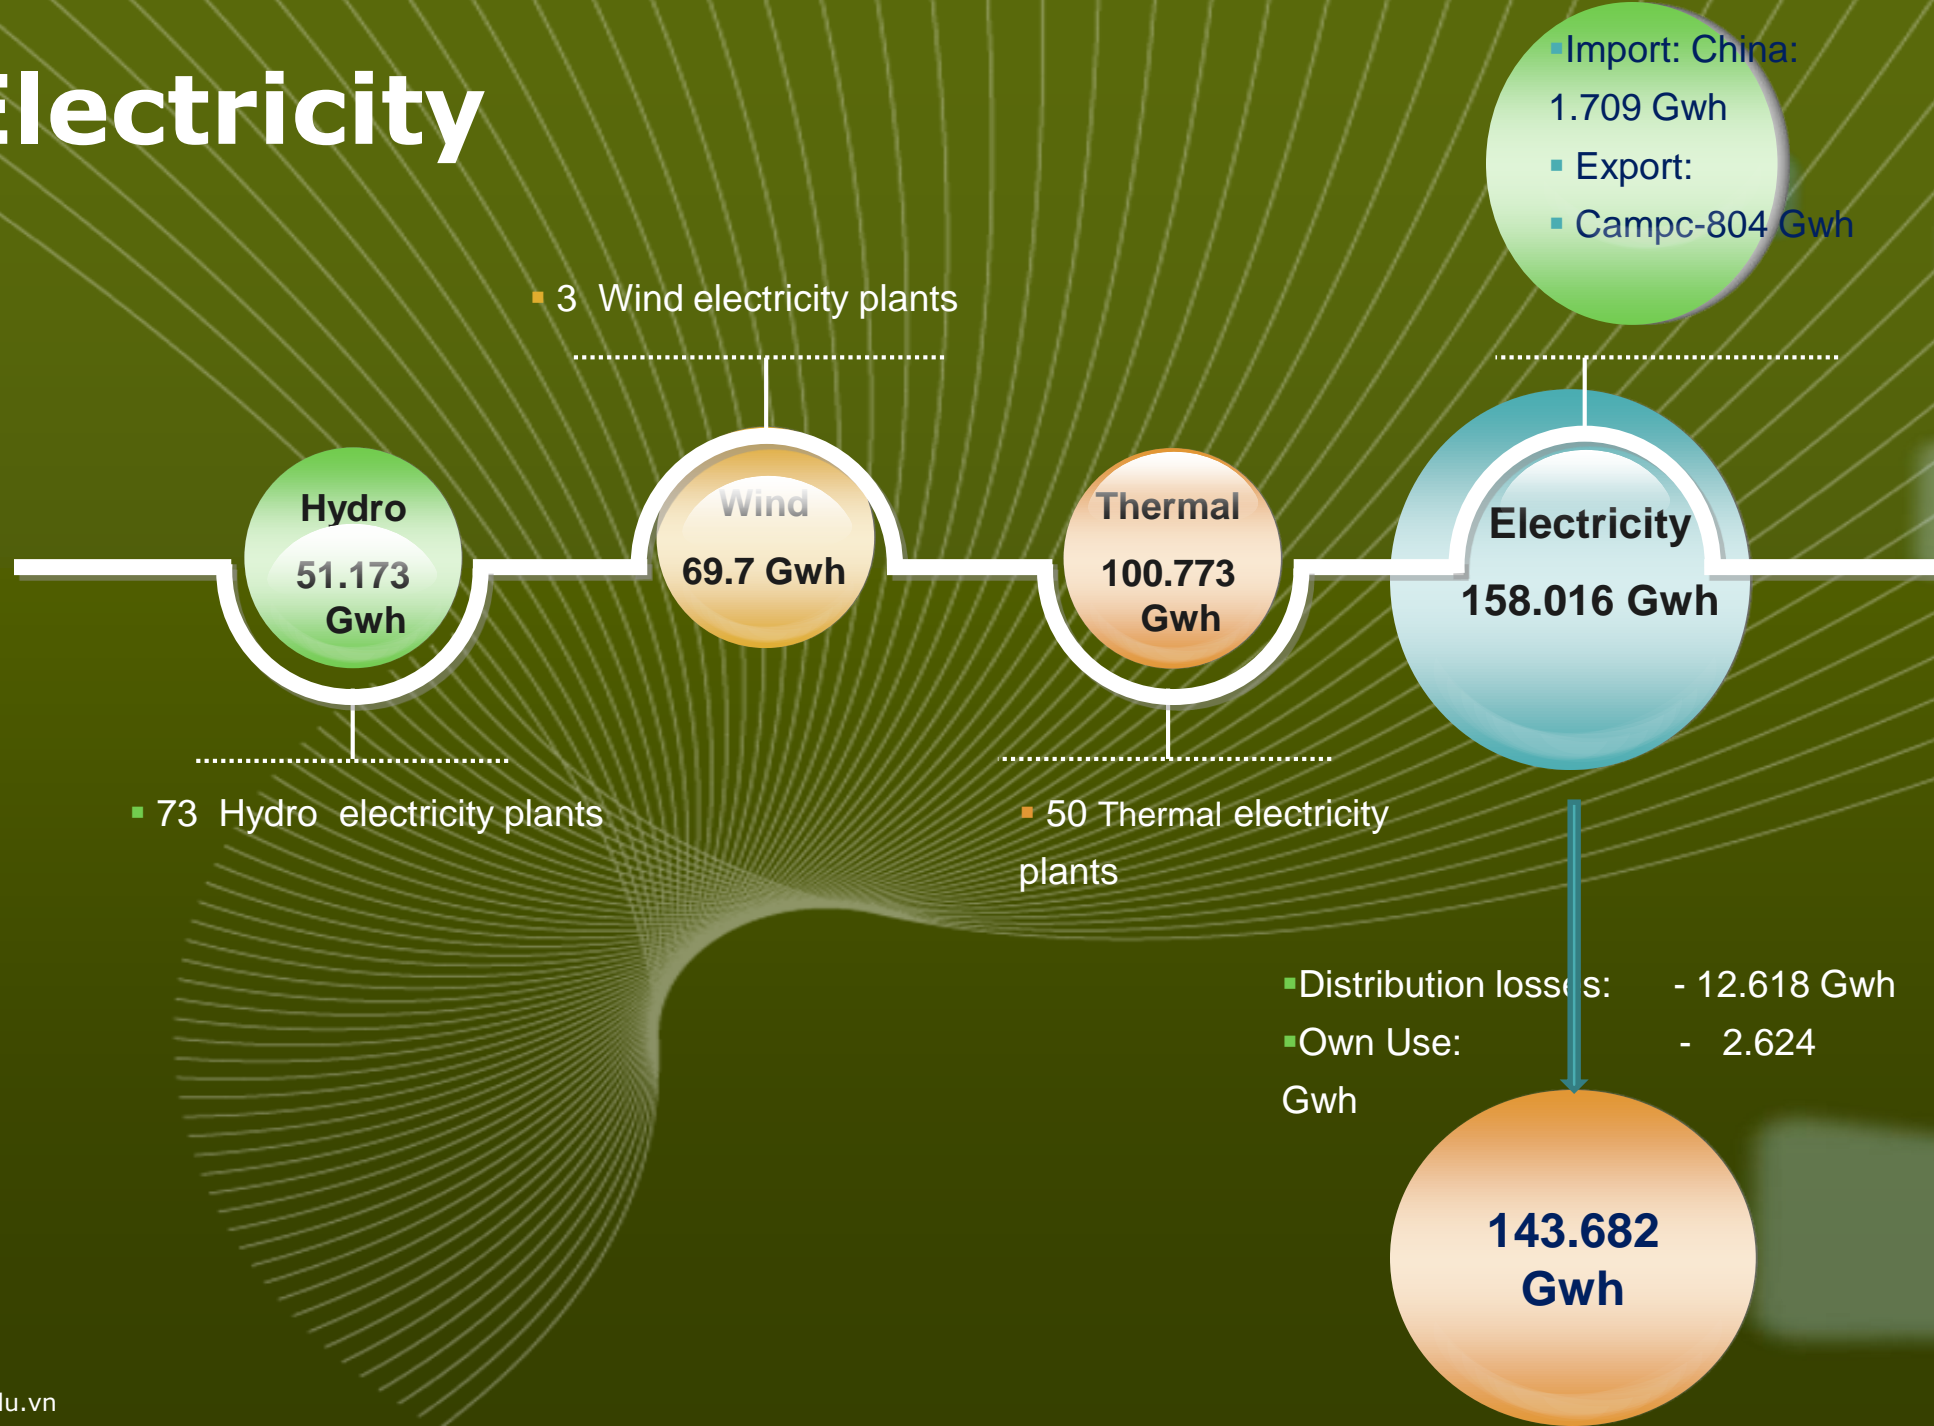 Electricity
▪Import: China:
1.709 Gwh
▪ Export:
▪ Campc-804 Gwh
▪ 3 Wind electricity plants
Hydro
51.173
Gwh
Wind
69.7 Gwh
Thermal
100.773
Gwh
Electricity
158.016 Gwh
▪ 73 Hydro electricity plants
▪ 50 Thermal electricity
plants
▪Distribution losses: - 12.618 Gwh
▪Own Use: - 2.624
Gwh
143.682
Gwh
du.vn